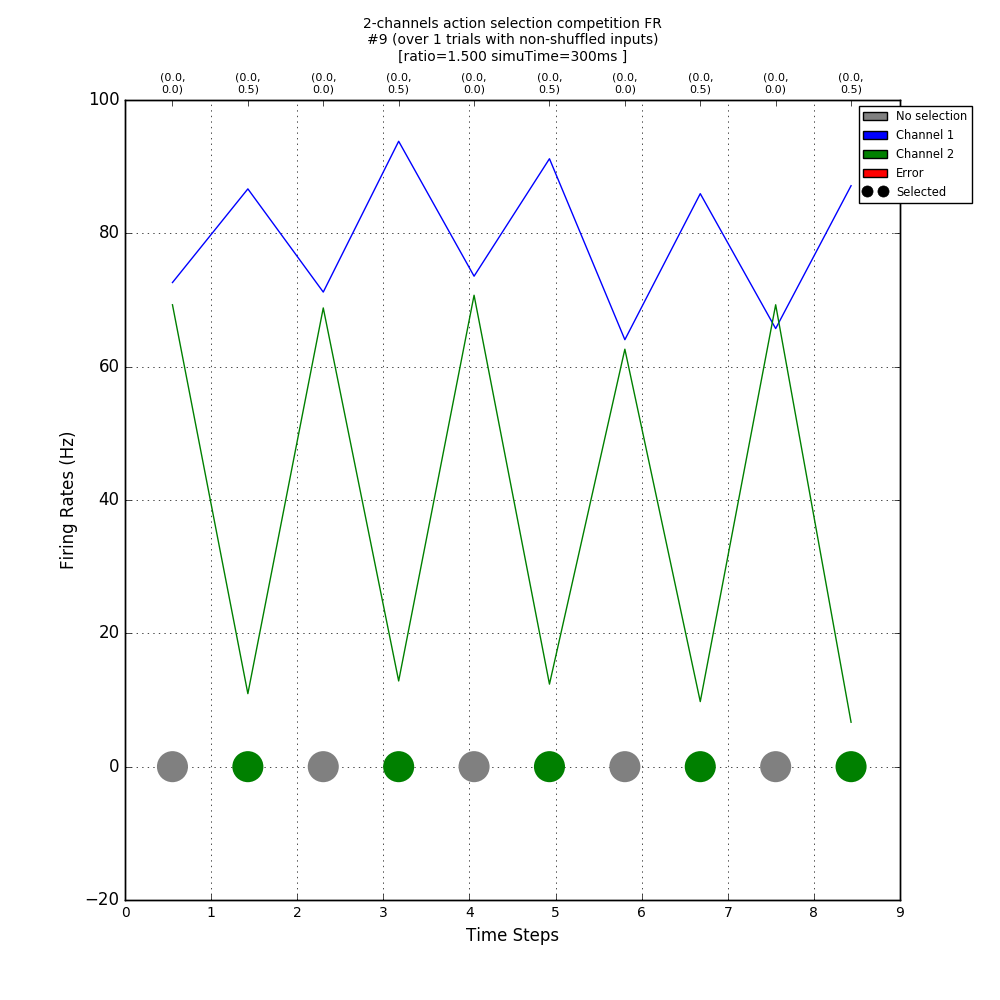 2-channels action selection competition FR
#9 (over 1 trials with non-shuffled inputs)
[ratio=1.500 simuTime=300ms ]
(0.0, (0.0, (0.0, (0.0, (0.0, (0.0, (0.0, (0.0, (0.0, (0.0,
0.0) 0.5) 0.0) 0.5) 0.0) 0.5) 0.0) 0.5) 0.0) 0.5)
No selection
Channel 1
Channel 2
Error
Selected
100
80
60
40
20
0
−20
Firing Rates (Hz)
0 1 2 3 4 5 6 7 8 9
Time Steps